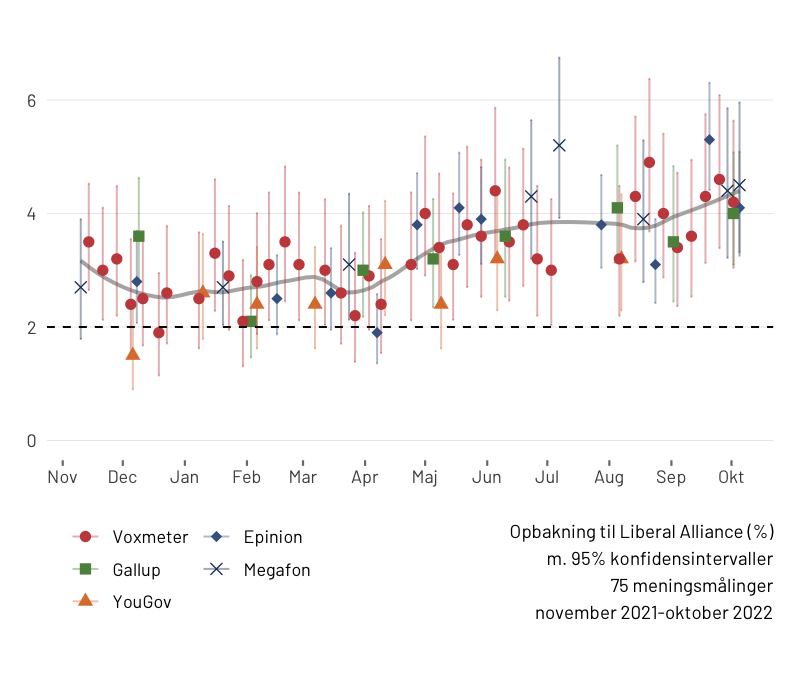 6
4
2
0
Nov Dec Jan Feb Mar Apr Maj Jun Jul Aug Sep Okt
Voxmeter Epinion
Gallup Megafon
YouGov
Opbakning til Liberal Alliance (%)
m. 95% konfidensintervaller
75 meningsmålinger
november 2021-oktober 2022